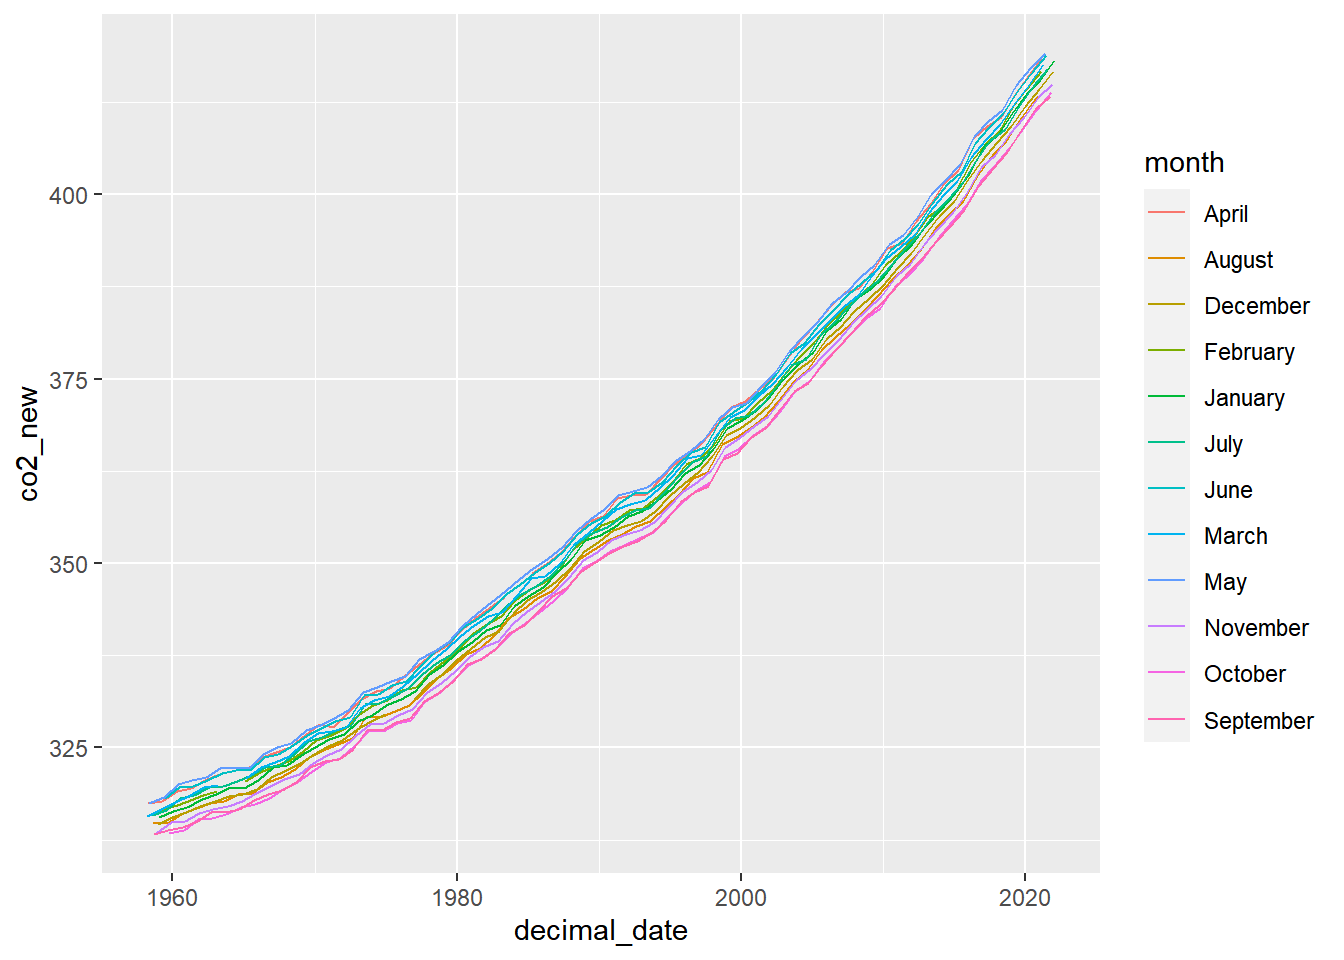 co2_new
400
375
350
325
1960 1980 2000 2020
decimal_date
month
April
August
December
February
January
July
June
March
May
November
October
September